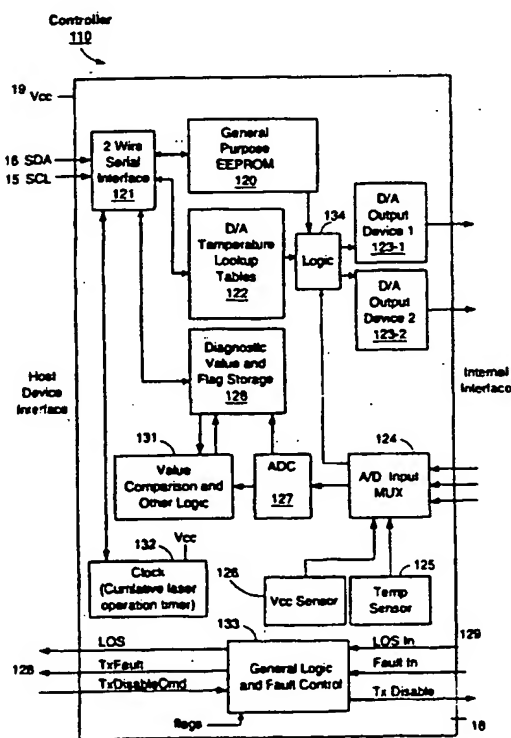 Controller
110
19 Vcc
16 SDA
15 SCL
2 Wire
Serial
Interface
121
General
Purpose
EEPROM
120
D/A
Temperature
Lookup
Tables
122
134
Logic
D/A
Output
Device 1
123-1
D/A
Output
Device 2
123-2
Host
Device
Interface
Internal
Interface
Diagnostic
Value and
Flag Storage
128
131
Value
Comparison and
Other Logic
ADC
127
124
A/D Input
MUX
132
Vcc
Clock
(Cumlative laser
operation timer)
126
Vcc Sensor
125
Temp
Sensor
133
General Logic
and Fault Control
LOS
TxFault
TxDisableCmd
128
LOS In
129
Fault In
Tx Disable
flags
18